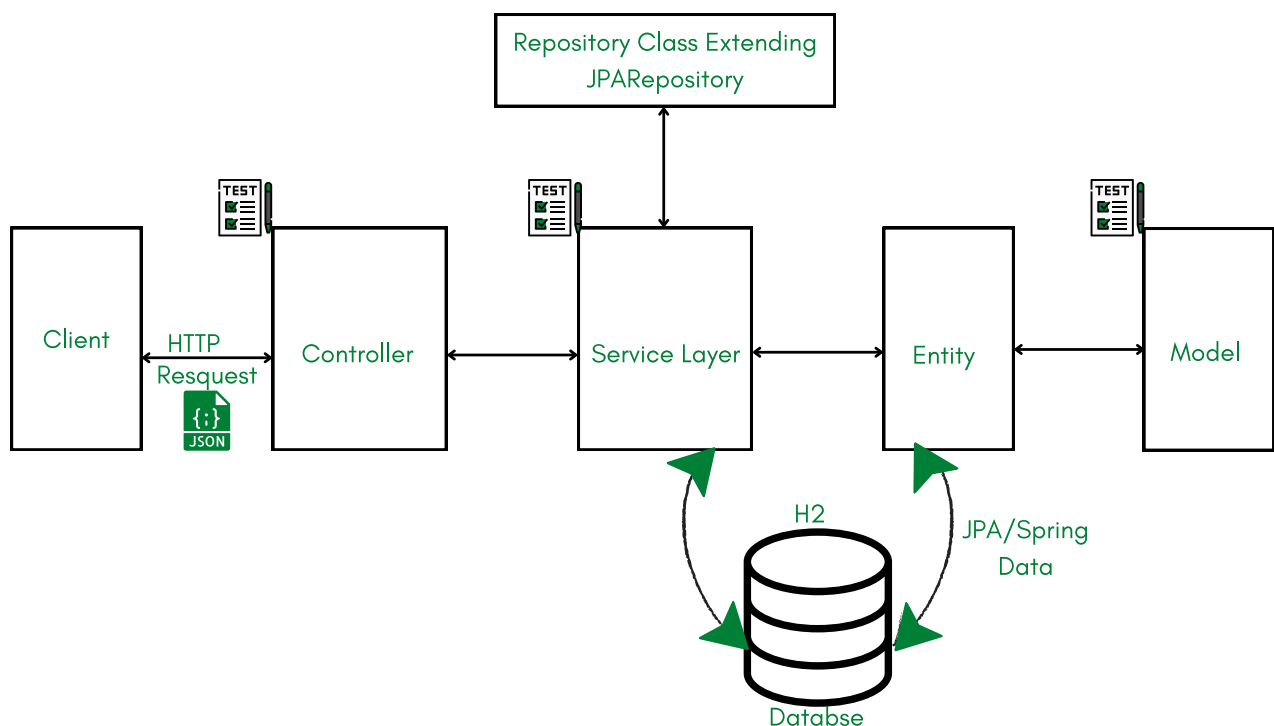 Repository Class Extending
JPARepository
TEST
TEST
TEST
Client
HTTP
Resquest
{;}
JSON
Controller
Service Layer
Entity
Model
H2
JPA/Spring
Data
Databse